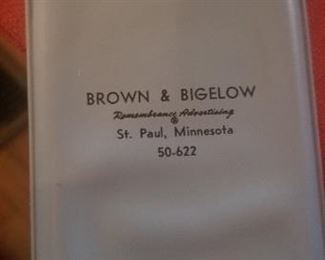 BROWN & BIGELOW
Remembrance Advertising
®
St. Paul, Minnesota
50-622